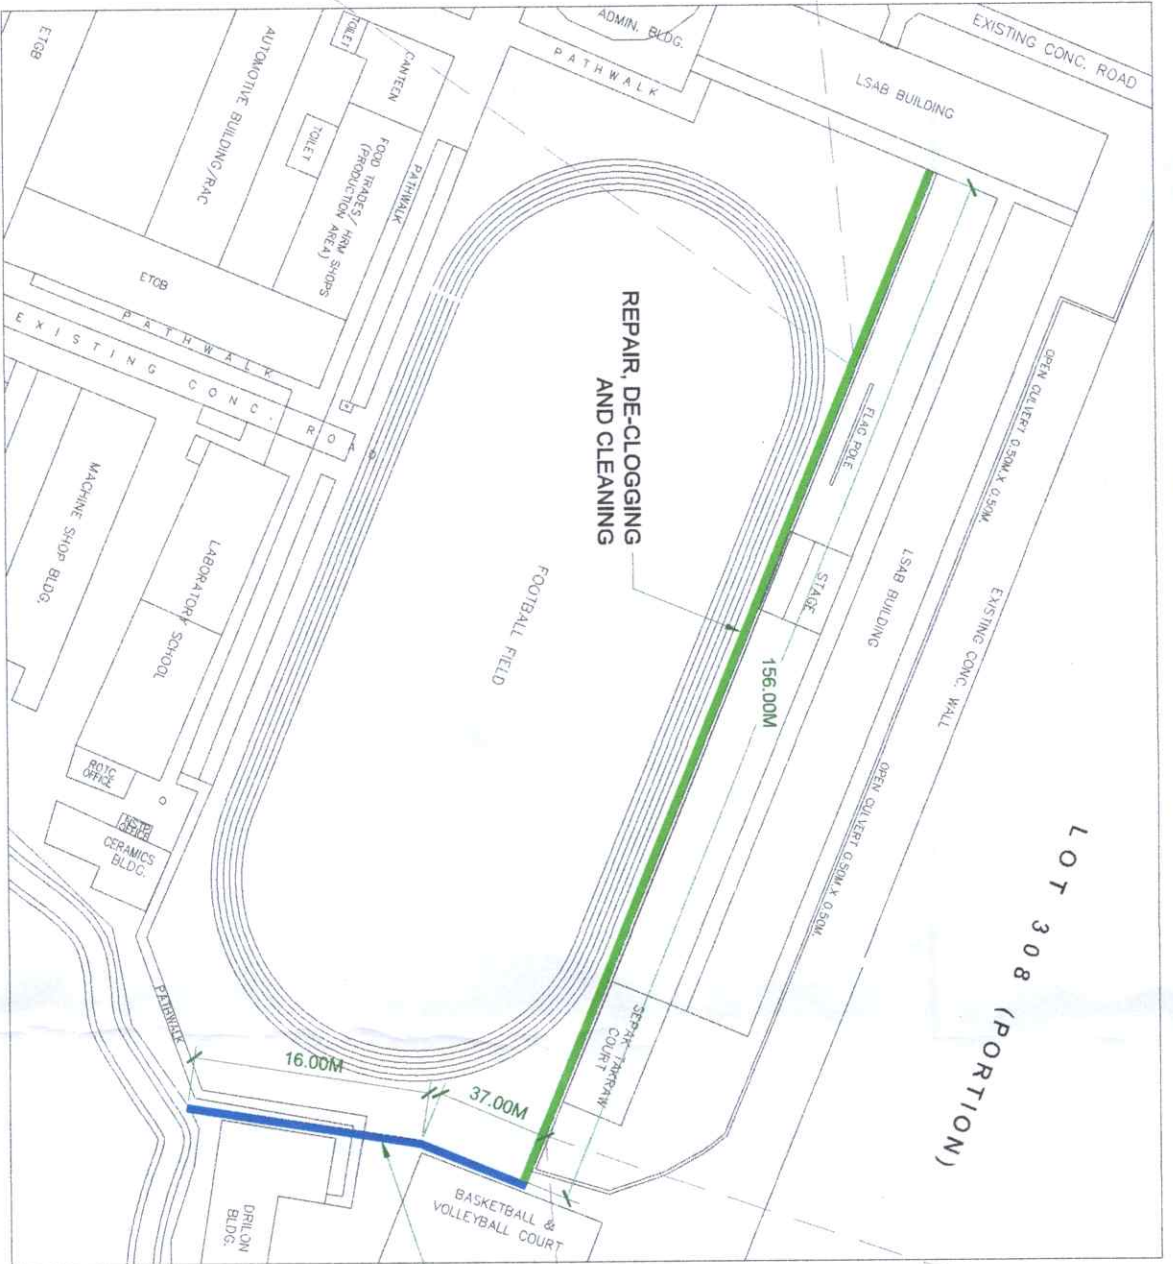 EXISTING CONC. ROAD
ADMIN. BLDG.
PATHWALK
LSAB BUILDING
ETGB
AUTOMOTIVE BUILDING/RAC
TOILET
CANTEEN
TOILET
FOOD TRADES/ HRM SHOPS
(PRODUCTION AREA)
PATHWALK
ETGB
PATHWALK
EXISTING CONC. ROAD
REPAIR, DE-CLOGGING
AND CLEANING
FLAG POLE
STAGE
156.00M
LSAB BUILDING
OPEN CULVERT 0.50M.X 0.50M.
EXISTING CONC. WALL
OPEN CULVERT 0.50M.X 0.50M.
LOT 308 (PORTION)
FOOTBALL FIELD
MACHINE SHOP BLDG.
LABORATORY SCHOOL
ROTC
OFFICE
NSTP
OFFICE
CERAMICS
BLDG.
PATHWALK
SEPAK TAKRAW
COURT
16.00M
37.00M
BASKETBALL &
VOLLEYBALL COURT
DRILON
BLDG.